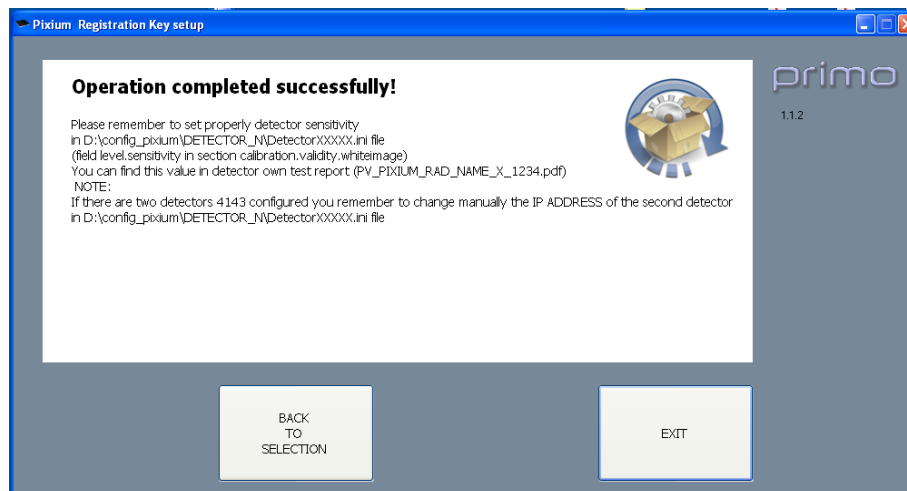 Pixium Registration Key setup
primo
1.1.2
Operation completed successfully!
Please remember to set properly detector sensitivity
in D:\config_pixium\DETECTOR_N\DetectorXXXXX.ini file
(field level.sensitivity in section calibration.validity.whiteimage)
You can find this value in detector own test report (PV_PIXIUM_RAD_NAME_X_1234.pdf)
NOTE:
If there are two detectors 4143 configured you remember to change manually the IP ADDRESS of the second detector
in D:\config_pixium\DETECTOR_N\DetectorXXXXX.ini file
BACK
TO
SELECTION
EXIT